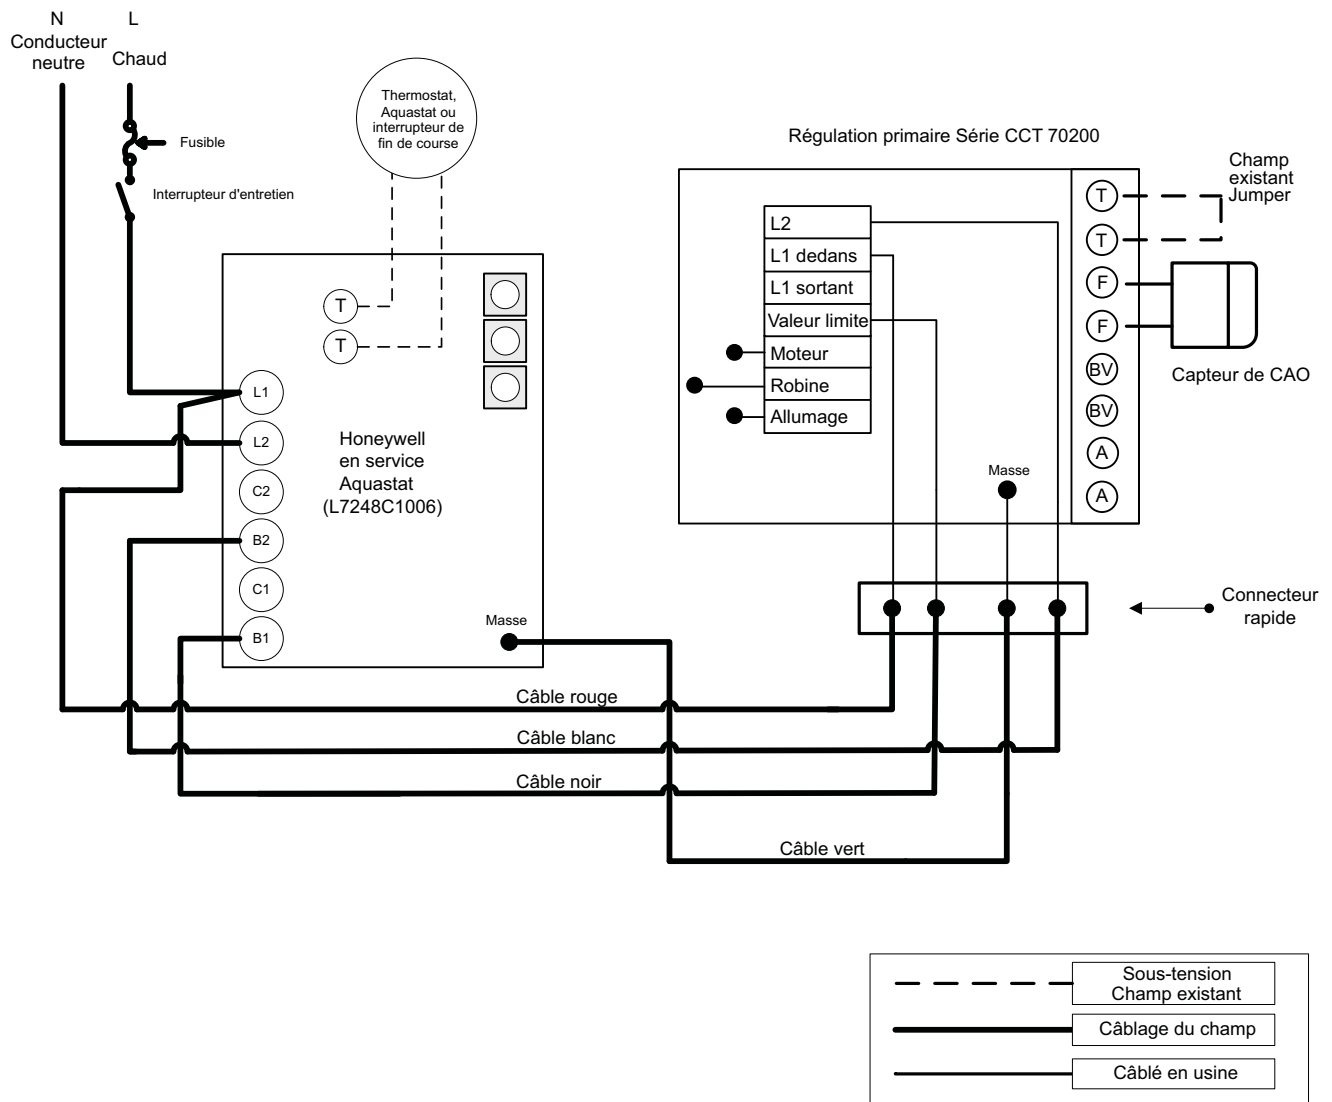 N
L
Conducteur
neutre
Chaud
Fusible
Interrupteur d'entretien
Thermostat,
Aquastat ou
interrupteur de
fin de course
T
T
L1
L2
C2
B2
C1
B1
Honeywell
en service
Aquastat
(L7248C1006)
Masse
Régulation primaire Série CCT 70200
L2
L1 dedans
L1 sortant
Valeur limite
Moteur
Robine
Allumage
Masse
T
T
F
F
BV
BV
A
A
Champ
existant
Jumper
Capteur de CAO
Connecteur
rapide
Câble rouge
Câble blanc
Câble noir
Câble vert
Sous-tension
Champ existant
Câblage du champ
Câblé en usine